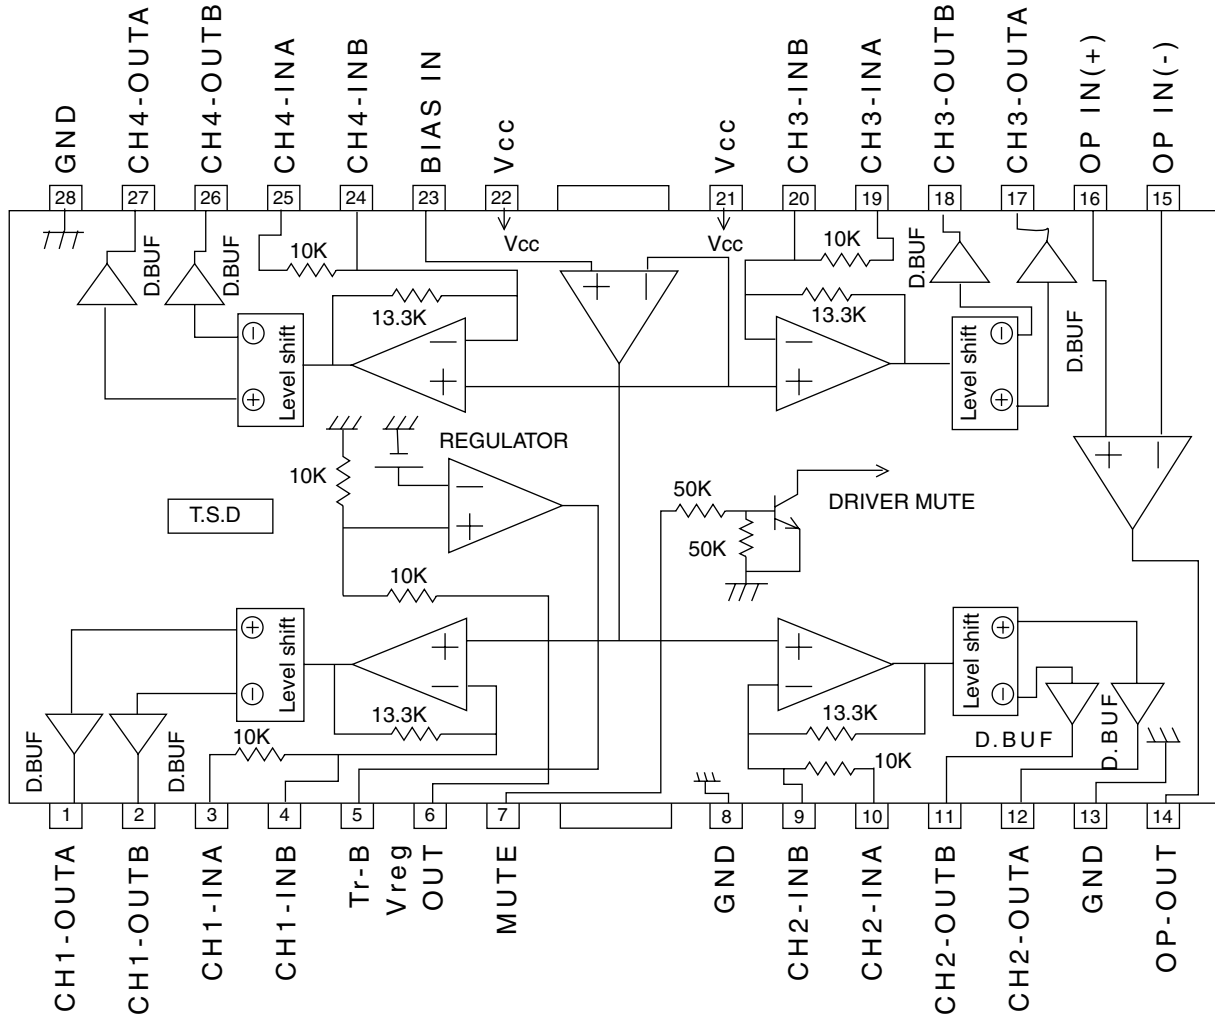 GND
CH4-OUTA
CH4-OUTB
CH4-INA
CH4-INB
BIAS IN
Vcc
Vcc
CH3-INB
CH3-INA
CH3-OUTB
CH3-OUTA
OP IN(+)
OP IN(-)
28
27
26
25
24
23
22
21
20
19
18
17
16
15
D.BUF
D.BUF
10K
Vcc
Vcc
10K
D.BUF
D.BUF
13.3K
13.3K
+
−
−
+
Level shift
−
+
−
+
Level shift
−
+
+
−
REGULATOR
10K
−
+
T.S.D
50K
50K
DRIVER MUTE
10K
+
−
Level shift
+
−
+
−
Level shift
+
−
13.3K
13.3K
10K
10K
D.BUF
D.BUF
D.BUF
D.BUF
1
2
3
4
5
6
7
8
9
10
11
12
13
14
CH1-OUTA
CH1-OUTB
CH1-INA
CH1-INB
Tr-B
Vreg
OUT
MUTE
GND
CH2-INB
CH2-INA
CH2-OUTB
CH2-OUTA
GND
OP-OUT